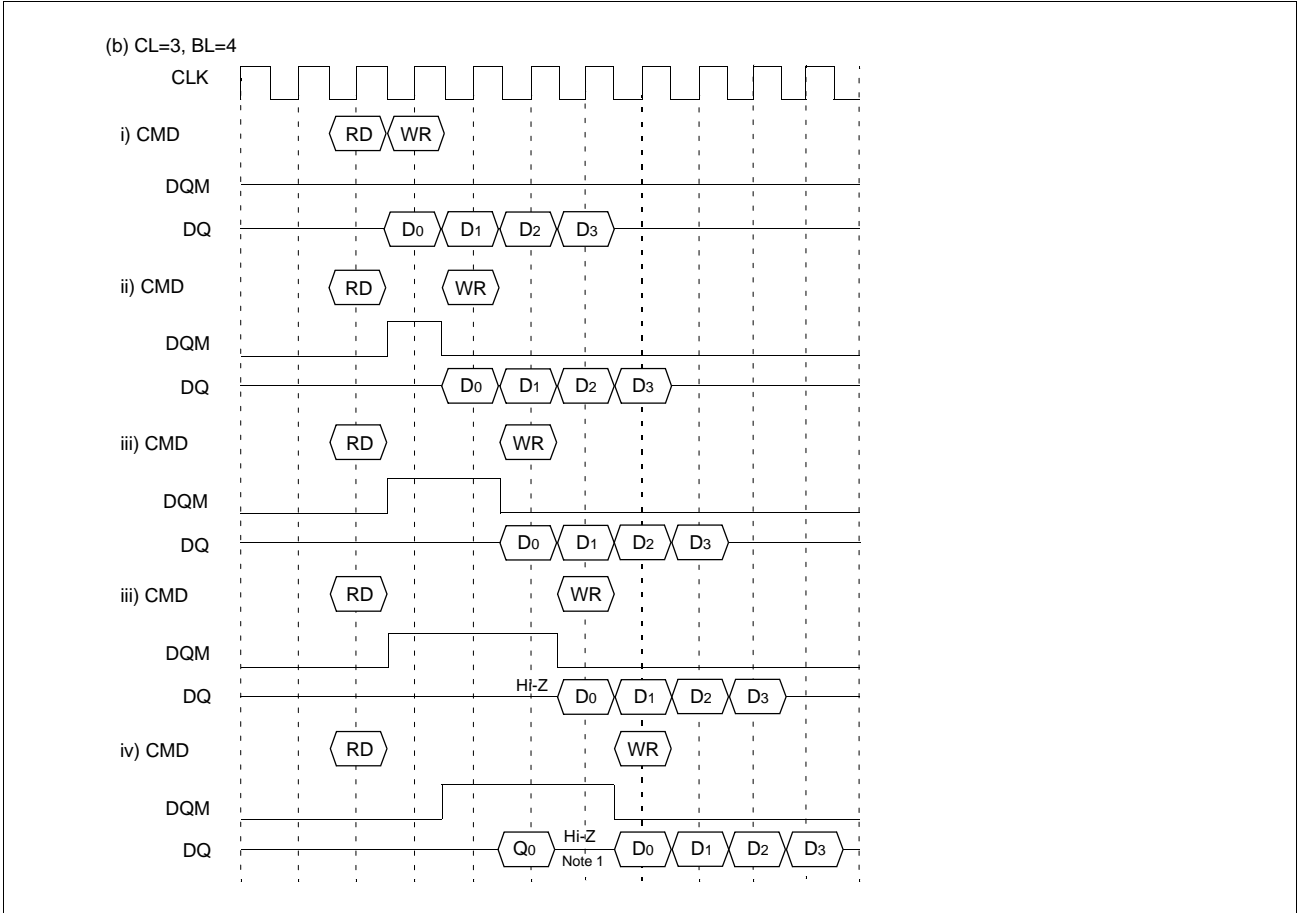 (b) CL=3, BL=4
CLK
i) CMD RD WR
DQM
DQ D0 D1 D2 D3
ii) CMD RD WR
DQM
DQ D0 D1 D2 D3
iii) CMD RD WR
DQM
DQ D0 D1 D2 D3
iii) CMD RD WR
DQM
DQ Hi-Z D0 D1 D2 D3
iv) CMD RD WR
DQM
DQ Q0 Hi-Z D0 D1 D2 D3
Note 1